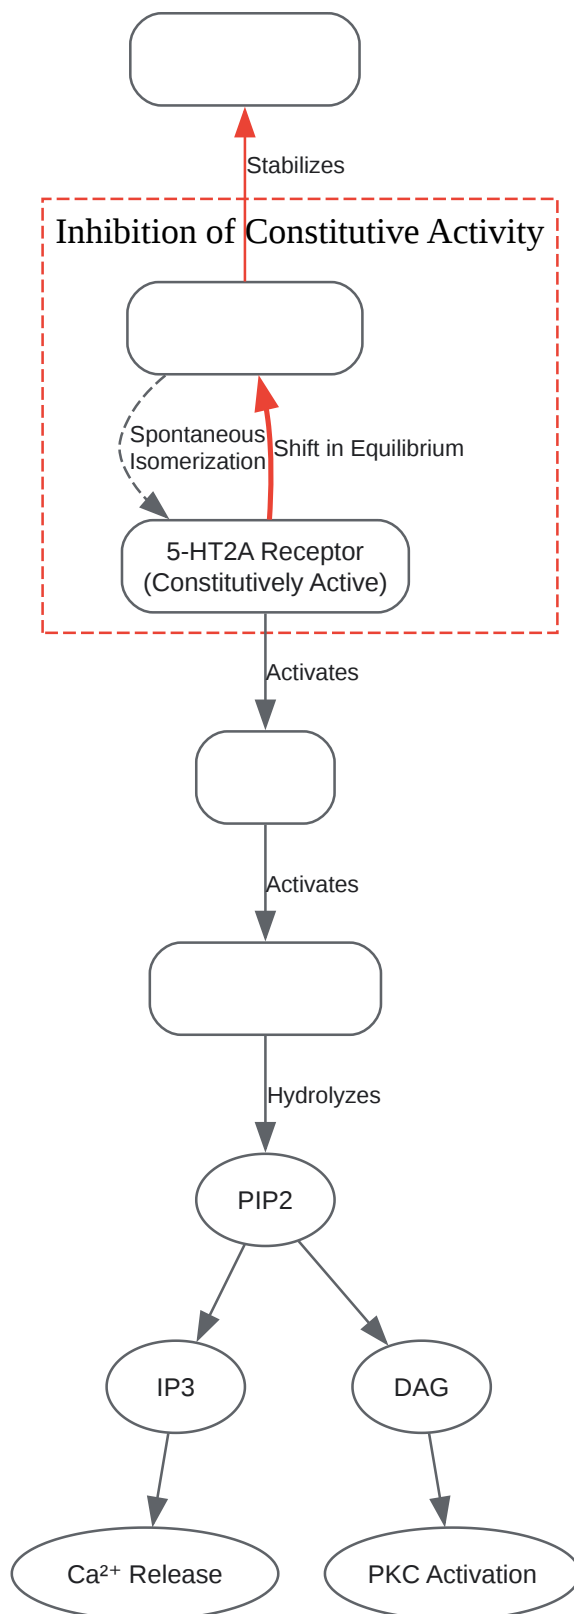 Stabilizes
Inhibition of Constitutive Activity
Spontaneous
Isomerization
Shift in Equilibrium
5-HT2A Receptor
(Constitutively Active)
Activates
Activates
Hydrolyzes
PIP2
IP3
DAG
Ca²⁺ Release
PKC Activation